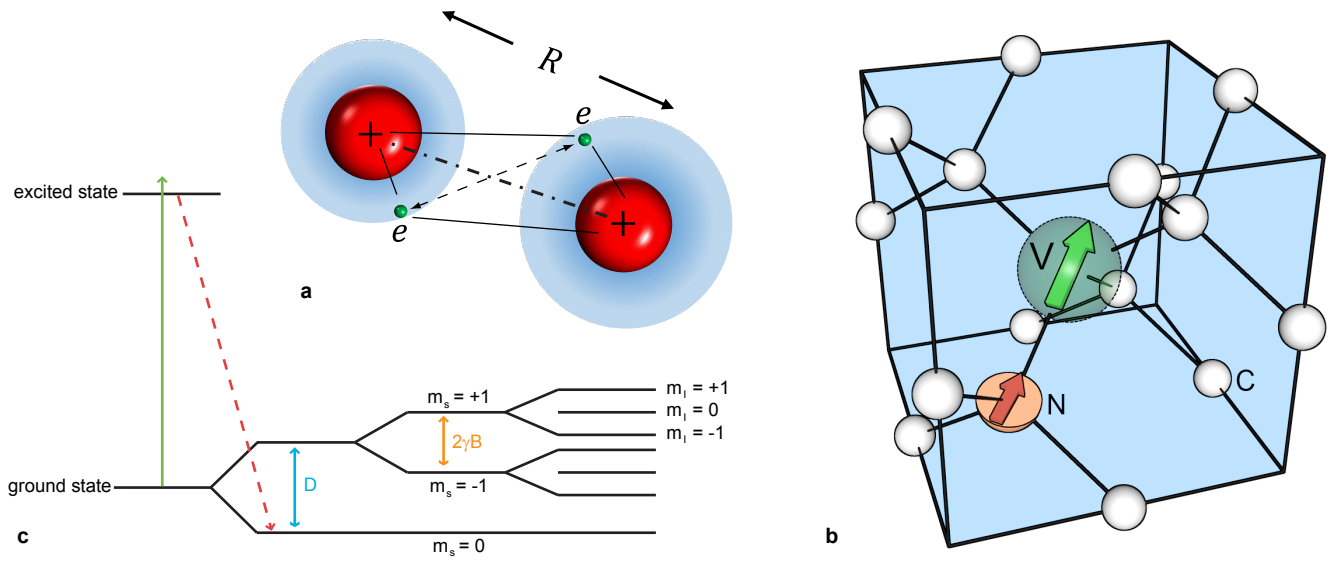 R
+
e
e
+
a
excited state
ground state
D
2γB
m_s = +1
m_s = -1
m_s = 0
m_I = +1
m_I = 0
m_I = -1
c
V
N
C
b